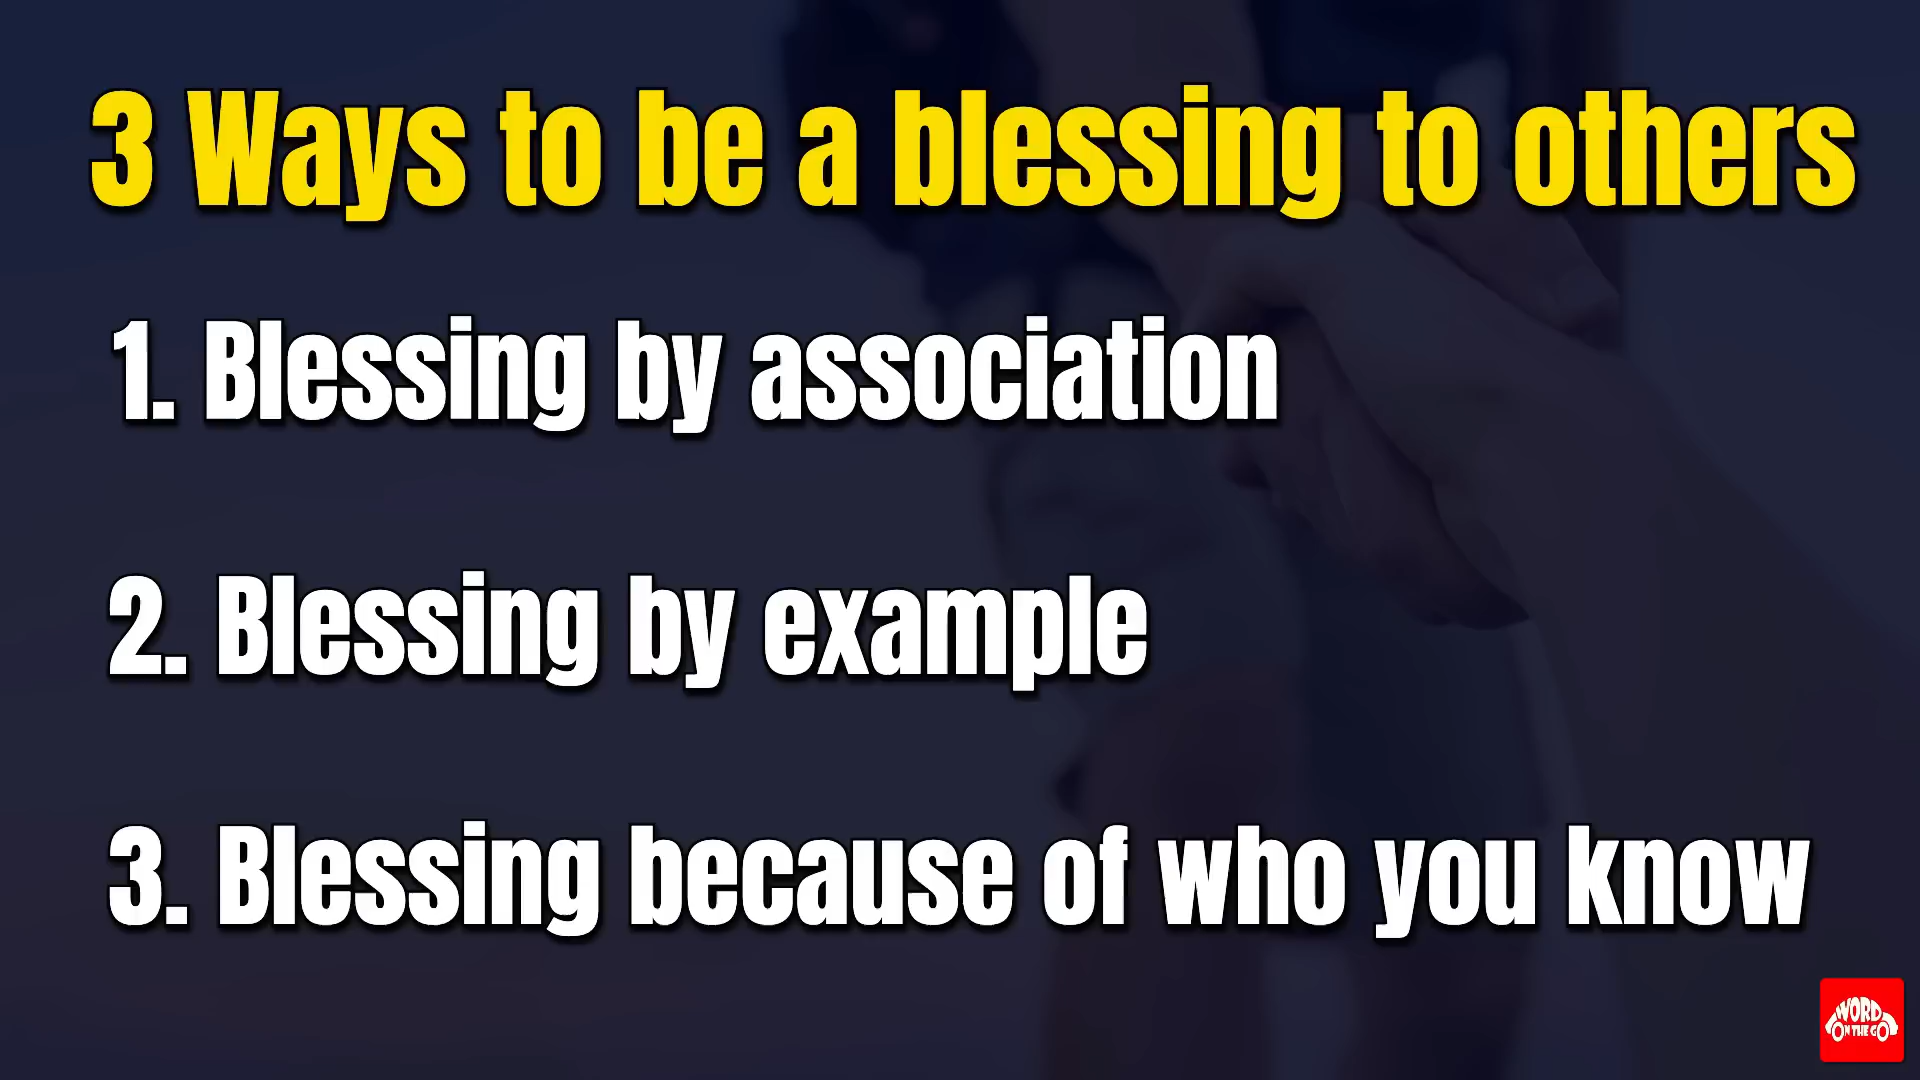 3 Ways to be a blessing to others
1. Blessing by association
2. Blessing by example
3. Blessing because of who you know
WORD
ON THE GO